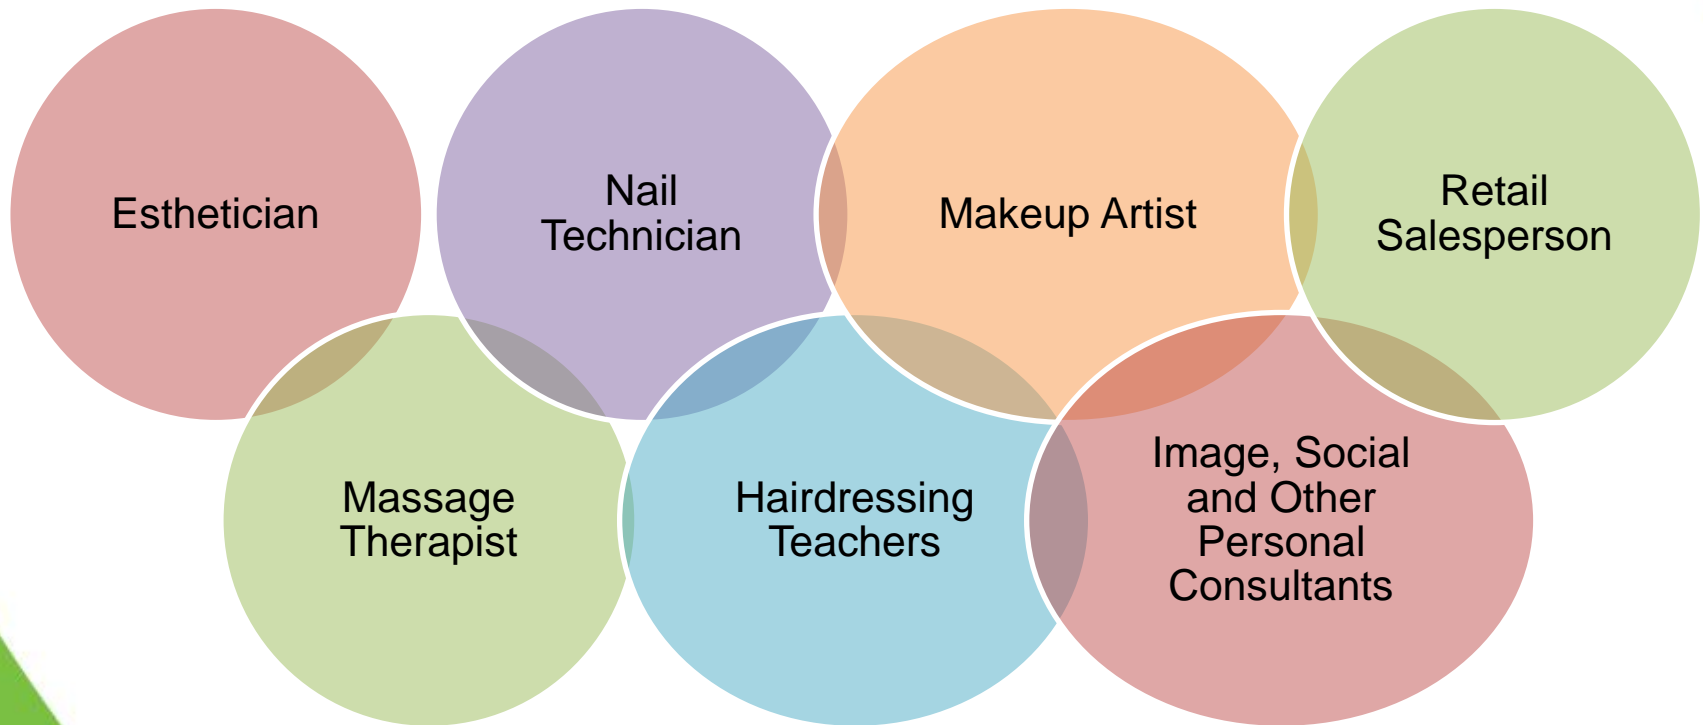 Esthetician
Nail
Technician
Makeup Artist
Retail
Salesperson
Massage
Therapist
Hairdressing
Teachers
Image, Social
and Other
Personal
Consultants